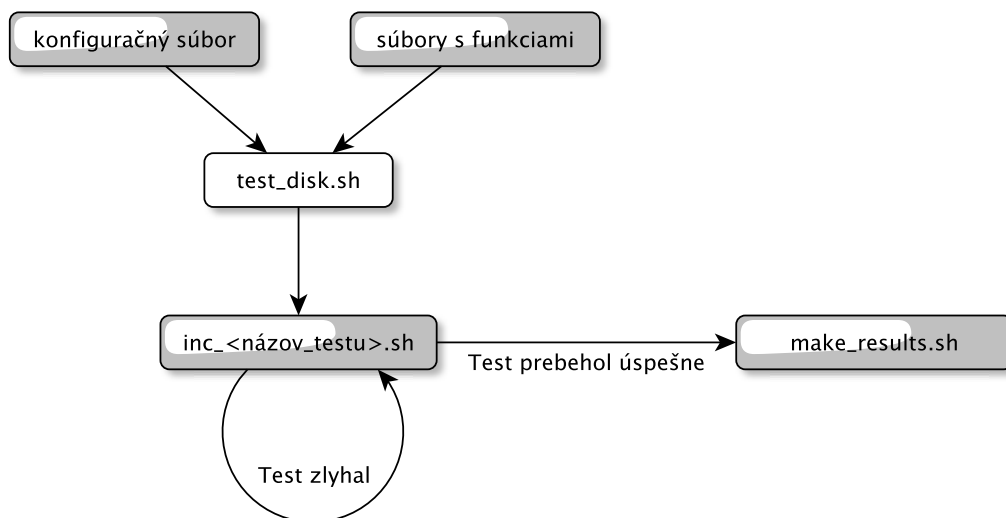 konfiguračný súbor
súbory s funkciami
test_disk.sh
inc_<názov_testu>.sh
Test prebehol úspešne
make_results.sh
Test zlyhal